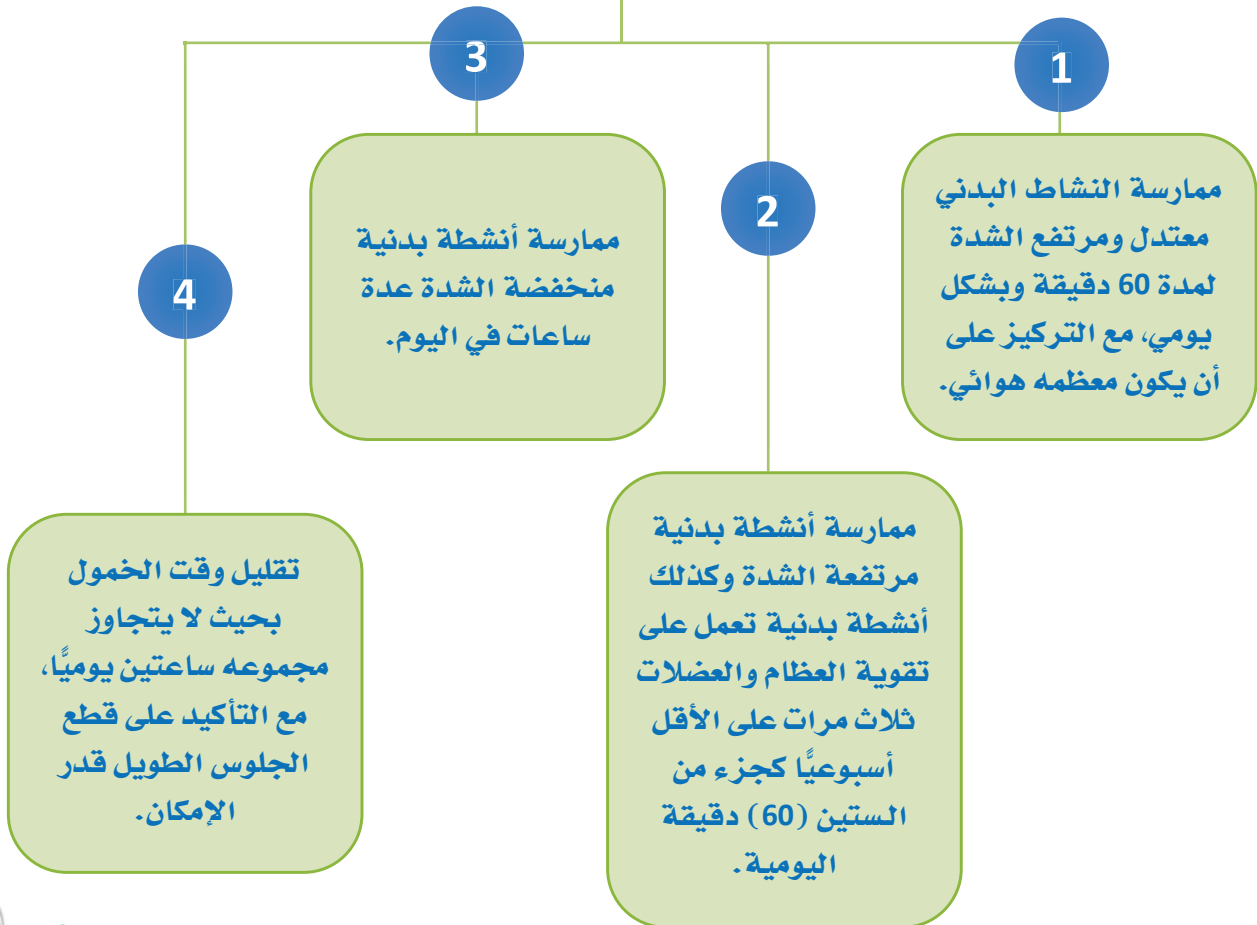 1
ممارسة النشاط البدني
معتدل ومرتفع الشدة
لمدة 60 دقيقة وبشكل
يومي، مع التركيز على
أن يكون معظمه هوائي.
2
ممارسة أنشطة بدنية
مرتفعة الشدة وكذلك
أنشطة بدنية تعمل على
تقوية العظام والعضلات
ثلاث مرات على الأقل
أسبوعيًّا كجزء من
الستين (60) دقيقة
اليومية.
3
ممارسة أنشطة بدنية
منخفضة الشدة عدة
ساعات في اليوم.
4
تقليل وقت الخمول
بحيث لا يتجاوز
مجموعه ساعتين يوميًّا،
مع التأكيد على قطع
الجلوس الطويل قدر
الإمكان.